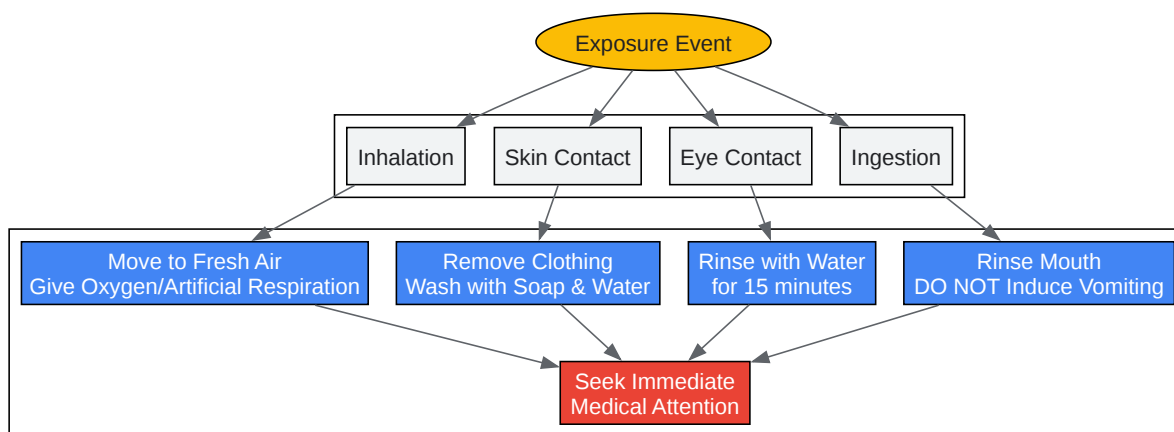 Exposure Event
Inhalation
Skin Contact
Eye Contact
Ingestion
Move to Fresh Air
Give Oxygen/Artificial Respiration
Remove Clothing
Wash with Soap & Water
Rinse with Water
for 15 minutes
Rinse Mouth
DO NOT Induce Vomiting
Seek Immediate
Medical Attention